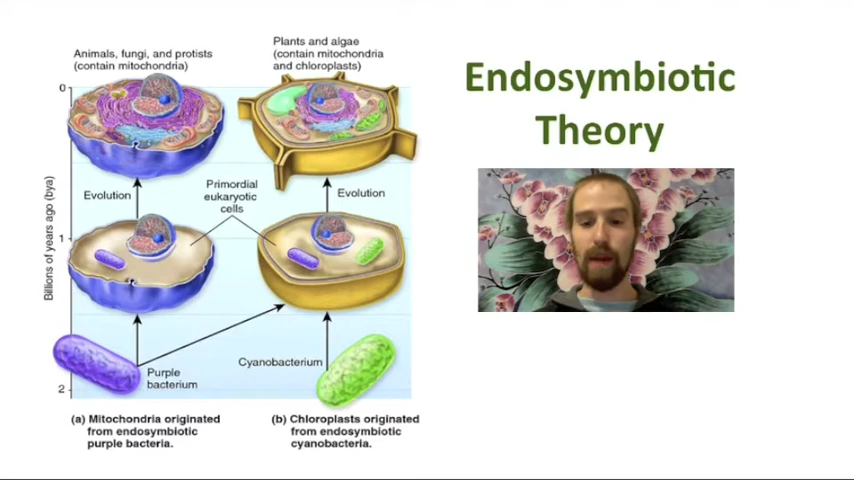 Endosymbiotic
Theory
Animals, fungi, and protists
(contain mitochondria)
Plants and algae
(contain mitochondria
and chloroplasts)
0
Evolution
Primordial
eukaryotic
cells
Evolution
Billions of years ago (bya)
1
Cyanobacterium
Purple
bacterium
2
(a) Mitochondria originated
from endosymbiotic
purple bacteria.
(b) Chloroplasts originated
from endosymbiotic
cyanobacteria.